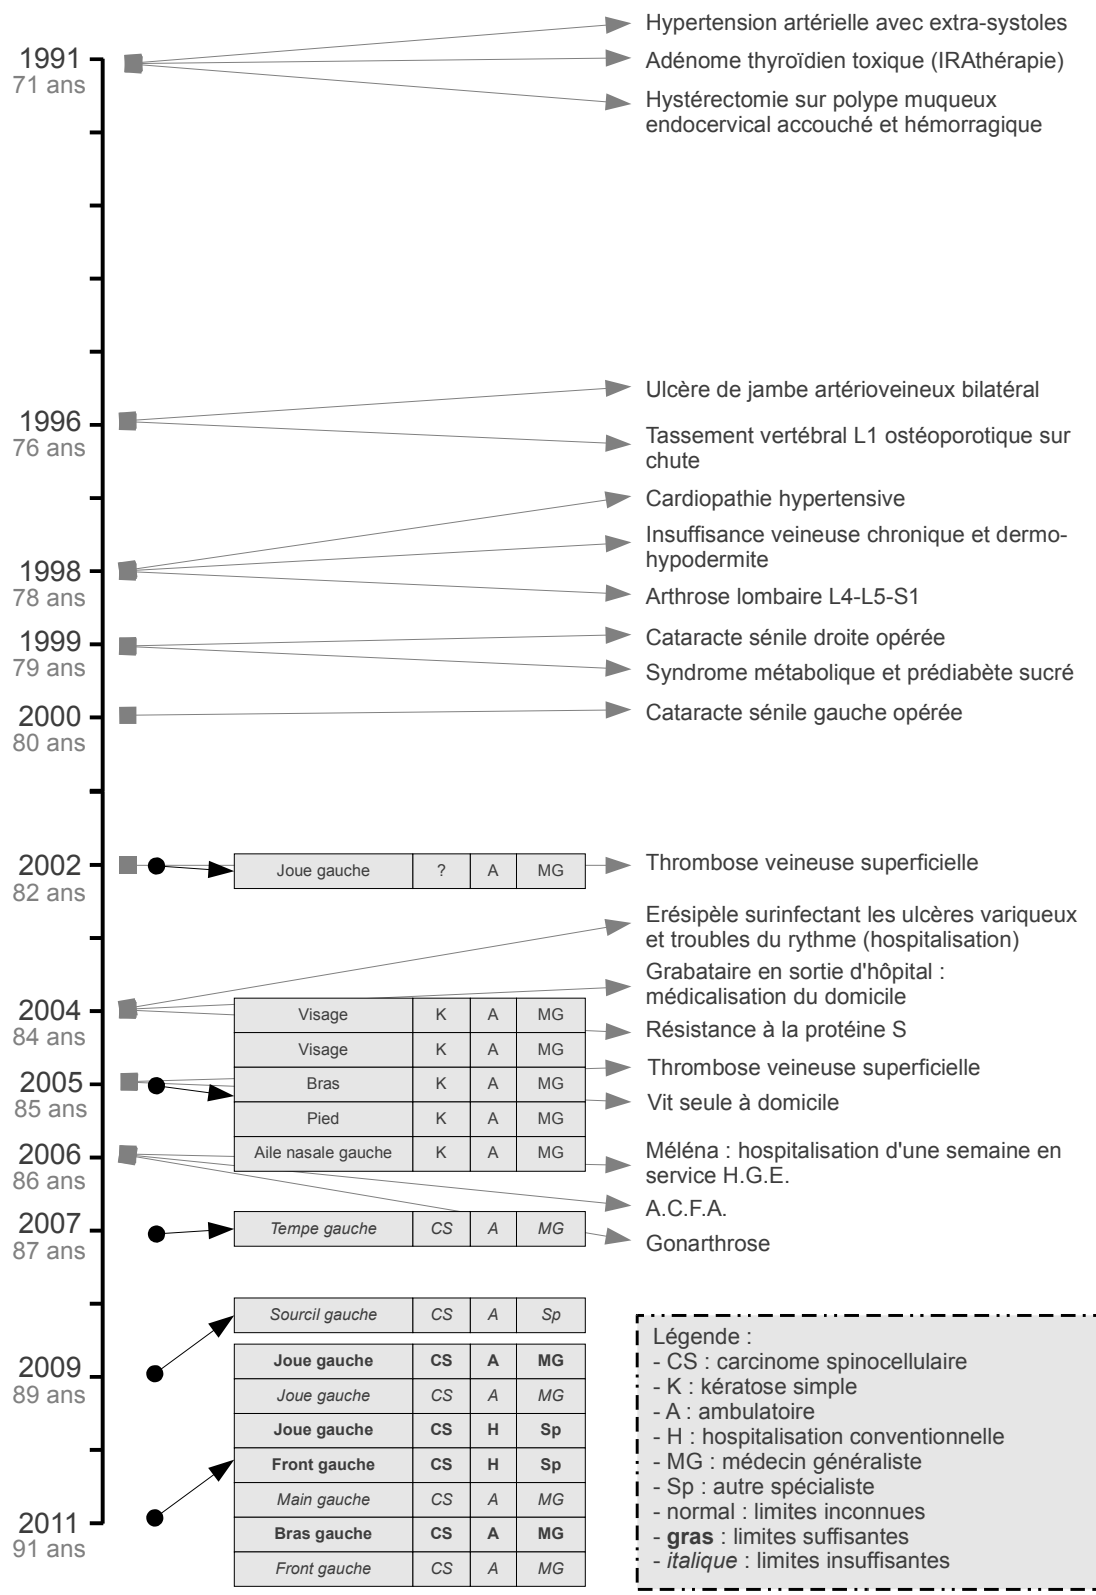 Hypertension artérielle avec extra-systoles
1991
71 ans
Adénome thyroïdien toxique (IRAthérapie)
Hystérectomie sur polype muqueux
endocervical accouché et hémorragique
Ulcère de jambe artérioveineux bilatéral
1996
76 ans
Tassement vertébral L1 ostéoporotique sur
chute
Cardiopathie hypertensive
Insuffisance veineuse chronique et dermo-
hypodermite
1998
78 ans
Arthrose lombaire L4-L5-S1
1999
79 ans
Cataracte sénile droite opérée
Syndrome métabolique et prédiabète sucré
2000
80 ans
Cataracte sénile gauche opérée
2002
82 ans
Joue gauche ? A MG
Thrombose veineuse superficielle
Erésipèle surinfectant les ulcères variqueux
et troubles du rythme (hospitalisation)
Grabataire en sortie d'hôpital :
médicalisation du domicile
2004
84 ans
Visage K A MG
Résistance à la protéine S
Visage K A MG
Thrombose veineuse superficielle
2005
85 ans
Bras K A MG
Vit seule à domicile
Pied K A MG
2006
86 ans
Aile nasale gauche K A MG
Méléna : hospitalisation d'une semaine en
service H.G.E.
A.C.F.A.
2007
87 ans
Tempe gauche CS A MG
Gonarthrose
Sourcil gauche CS A Sp
2009
89 ans
Joue gauche CS A MG
Joue gauche CS A MG
Joue gauche CS H Sp
Front gauche CS H Sp
Main gauche CS A MG
2011
91 ans
Bras gauche CS A MG
Front gauche CS A MG
Légende :
- CS : carcinome spinocellulaire
- K : kératose simple
- A : ambulatoire
- H : hospitalisation conventionnelle
- MG : médecin généraliste
- Sp : autre spécialiste
- normal : limites inconnues
- gras : limites suffisantes
- italique : limites insuffisantes